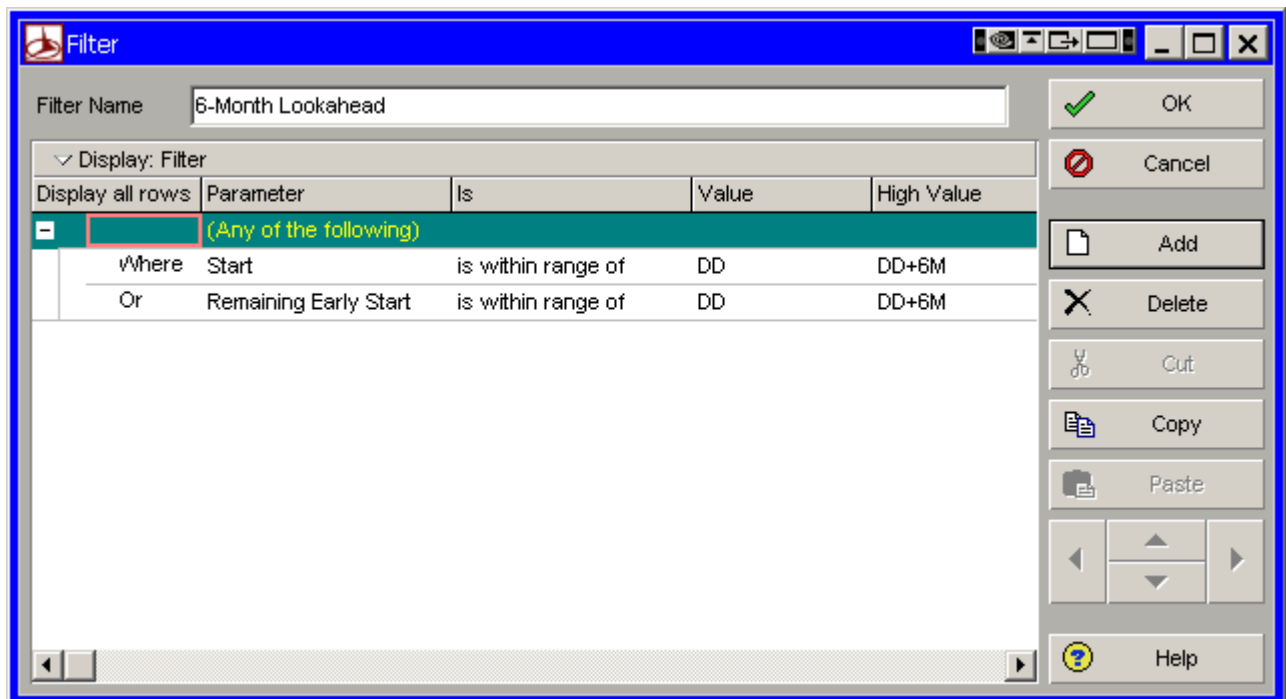 Filter
Filter Name 6-Month Lookahead OK
Display: Filter Cancel
Display all rows Parameter Is Value High Value
(Any of the following) Add
Where Start is within range of DD DD+6M
Or Remaining Early Start is within range of DD DD+6M Delete
Cut
Copy
Paste
Help